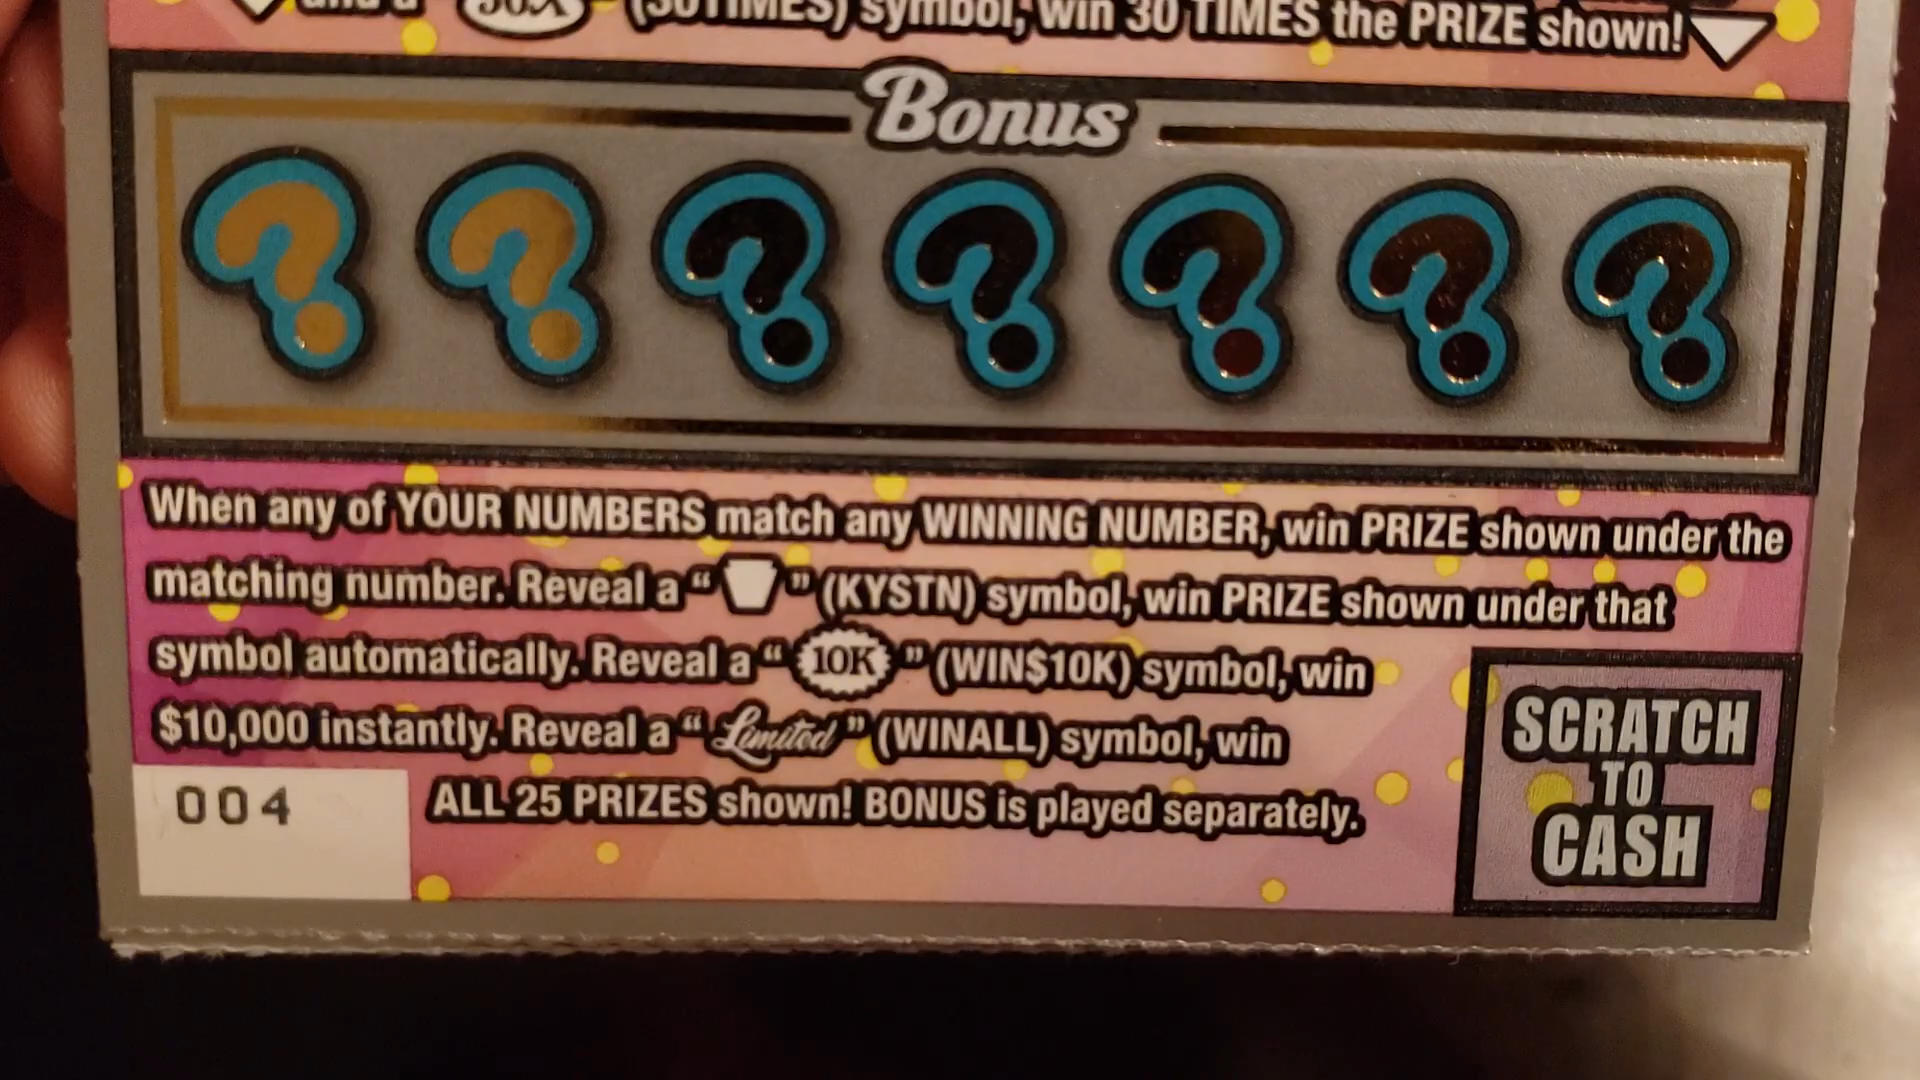 and a "30X" (30TIMES) symbol, win 30 TIMES the PRIZE shown!
Bonus
When any of YOUR NUMBERS match any WINNING NUMBER, win PRIZE shown under the
matching number. Reveal a " " (KYSTN) symbol, win PRIZE shown under that
symbol automatically. Reveal a "10K" (WIN$10K) symbol, win
$10,000 instantly. Reveal a "Limited" (WINALL) symbol, win
ALL 25 PRIZES shown! BONUS is played separately.
004
SCRATCH
TO
CASH